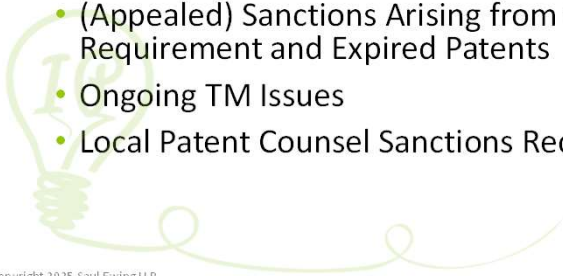 • (Appealed) Sanctions Arising from
Requirement and Expired Patents
• Ongoing TM Issues
• Local Patent Counsel Sanctions
IP
2025 Saul Ewing LLP